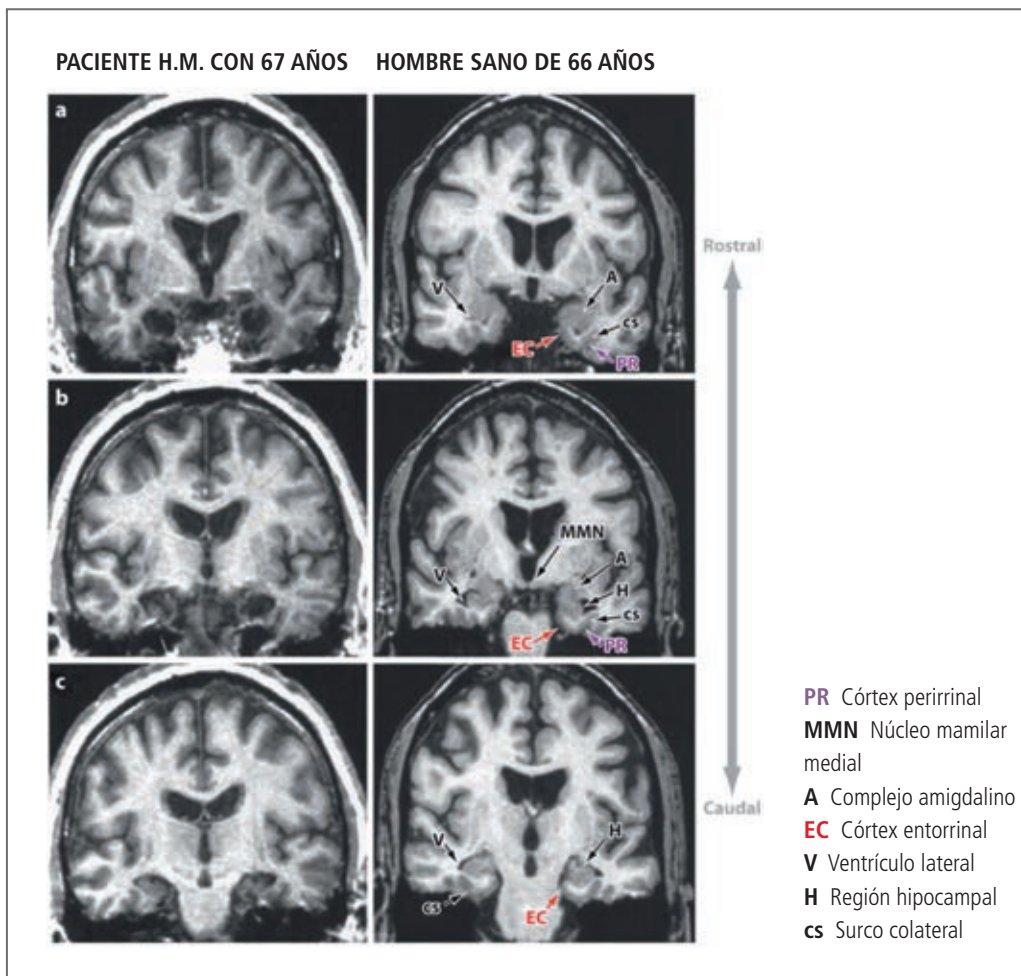 PACIENTE H.M. CON 67 AÑOS
HOMBRE SANO DE 66 AÑOS
a
V
A
cs
EC
PR
Rostral
b
MMN
V
A
H
cs
EC
PR
c
V
H
cs
EC
Caudal
PR Córtex perirrinal
MMN Núcleo mamilar
medial
A Complejo amigdalino
EC Córtex entorrinal
V Ventrículo lateral
H Región hipocampal
cs Surco colateral